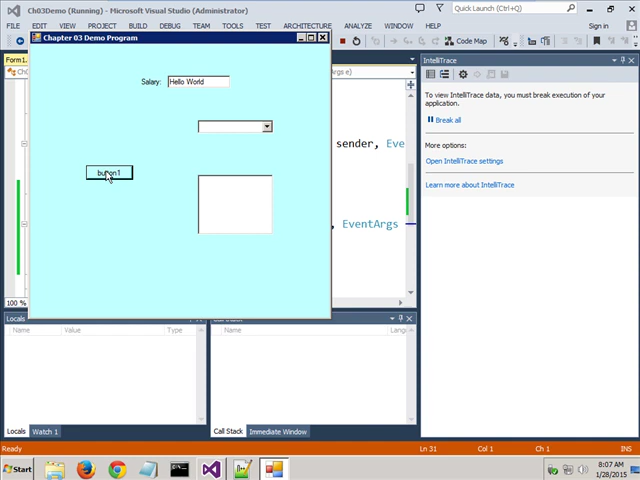 Ch03Demo (Running) - Microsoft Visual Studio (Administrator)
Quick Launch (Ctrl+Q)
FILE EDIT VIEW PROJECT BUILD DEBUG TEAM TOOLS TEST ARCHITECTURE ANALYZE WINDOW HELP
Sign in
Chapter 03 Demo Program
Code Map
Form1.
e)
Salary: Hello World
sender, Eve
button1
, EventArgs
100 %
IntelliTrace
To view IntelliTrace data, you must break execution of your
application.
Break all
More options:
Open IntelliTrace settings
Learn more about IntelliTrace
Locals
Name Value Type
Name Lang
Locals Watch 1
Call Stack Immediate Window
Ready Ln 31 Col 1 Ch 1 INS
Start
8:07 AM
1/28/2015